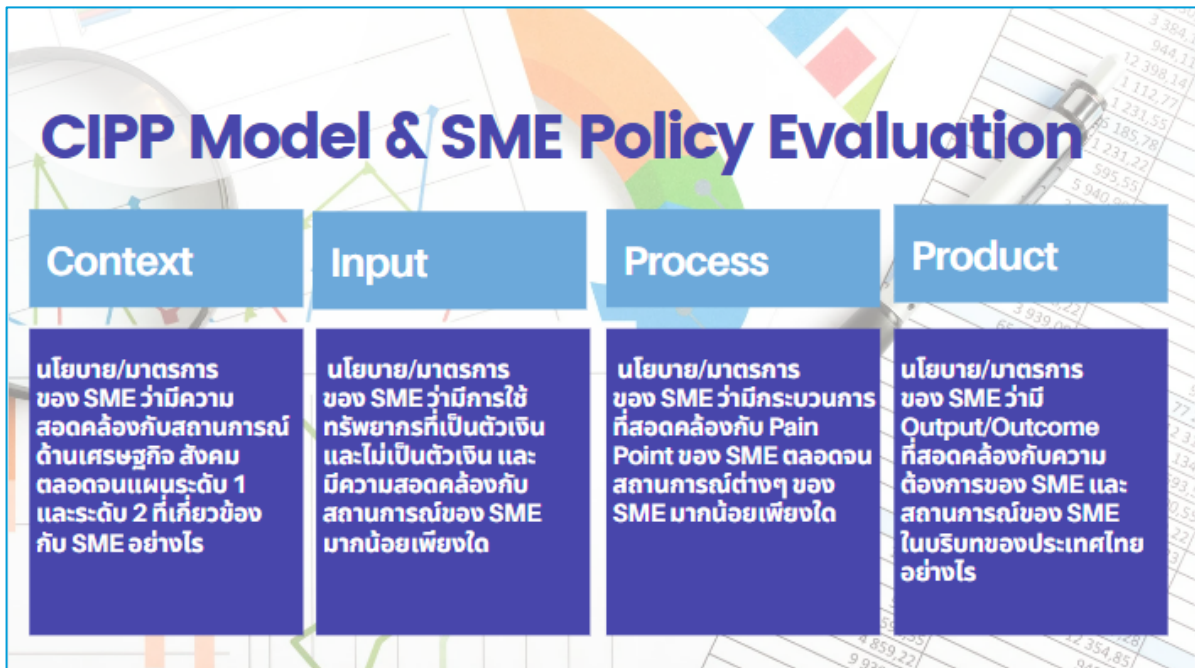 CIPP Model & SME Policy Evaluation
Context
นโยบาย/มาตรการ
ของ SME ว่ามีความ
สอดคล้องกับสถานการณ์
ด้านเศรษฐกิจ สังคม
ตลอดจนแผนระดับ 1
และระดับ 2 ที่เกี่ยวข้อง
กับ SME อย่างไร
Input
นโยบาย/มาตรการ
ของ SME ว่ามีการใช้
ทรัพยากรที่เป็นตัวเงิน
และไม่เป็นตัวเงิน และ
มีความสอดคล้องกับ
สถานการณ์ของ SME
มากน้อยเพียงใด
Process
นโยบาย/มาตรการ
ของ SME ว่ามีกระบวนการ
ที่สอดคล้องกับ Pain
Point ของ SME ตลอดจน
สถานการณ์ต่างๆ ของ
SME มากน้อยเพียงใด
Product
นโยบาย/มาตรการ
ของ SME ว่ามี
Output/Outcome
ที่สอดคล้องกับความ
ต้องการของ SME และ
สถานการณ์ของ SME
ในบริบทของประเทศไทย
อย่างไร